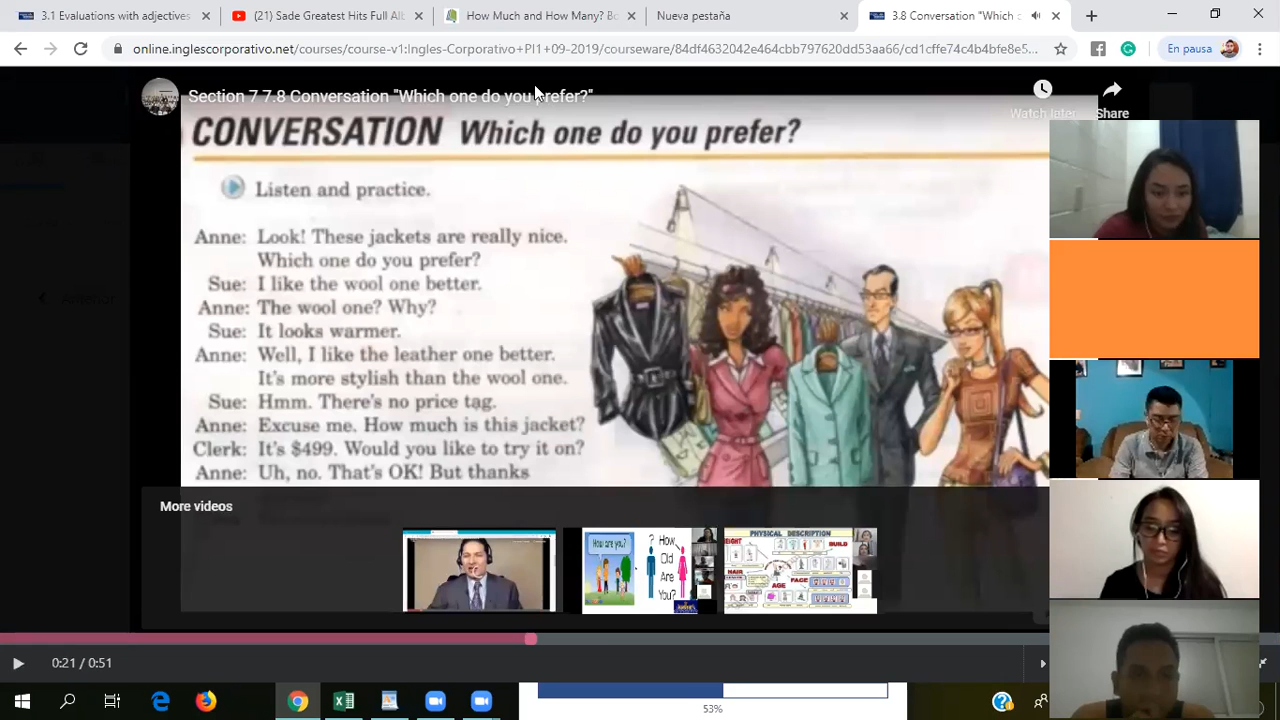 3.1 Evaluations with adjectives
(21) Sade Greatest Hits Full Alb
How Much and How Many? Bo
Nueva pestaña
3.8 Conversation "Which o
online.inglescorporativo.net/courses/course-v1:Ingles-Corporativo+PI1+09-2019/courseware/84df4632042e464cbb797620dd53aa66/cd1cffe74c4b4bfe8e5...
En pausa
Section 7 7.8 Conversation "Which one do you prefer?"
Watch later
Share
CONVERSATION Which one do you prefer?
Listen and practice.
Anne: Look! These jackets are really nice.
Which one do you prefer?
Sue: I like the wool one better.
Anne: The wool one? Why?
Sue: It looks warmer.
Anne: Well, I like the leather one better.
It's more stylish than the wool one.
Sue: Hmm. There's no price tag.
Anne: Excuse me. How much is this jacket?
Clerk: It's $499. Would you like to try it on?
Anne: Uh, no. That's OK! But thanks
More videos
How are you?
? How
Old
Are
You?
PHYSICAL DESCRIPTION
BUILD
HAIR
AGE
FACE
0:21 / 0:51
53%